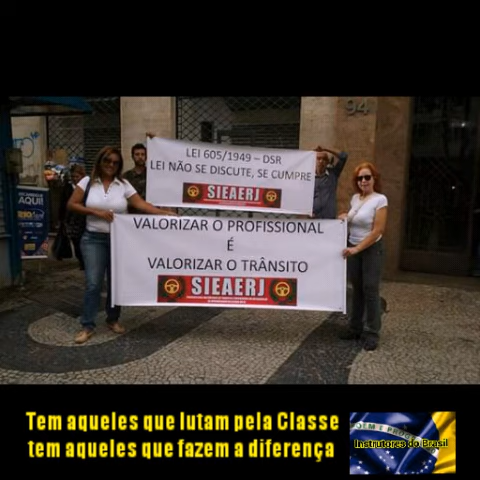 94
LEI 605/1949 – DSR
LEI NÃO SE DISCUTE, SE CUMPRE
SIEAERJ
VALORIZAR O PROFISSIONAL
É
VALORIZAR O TRÂNSITO
SIEAERJ
AQUI
Tem aqueles que lutam pela Classe
tem aqueles que fazem a diferença
Instrutores do Brasil